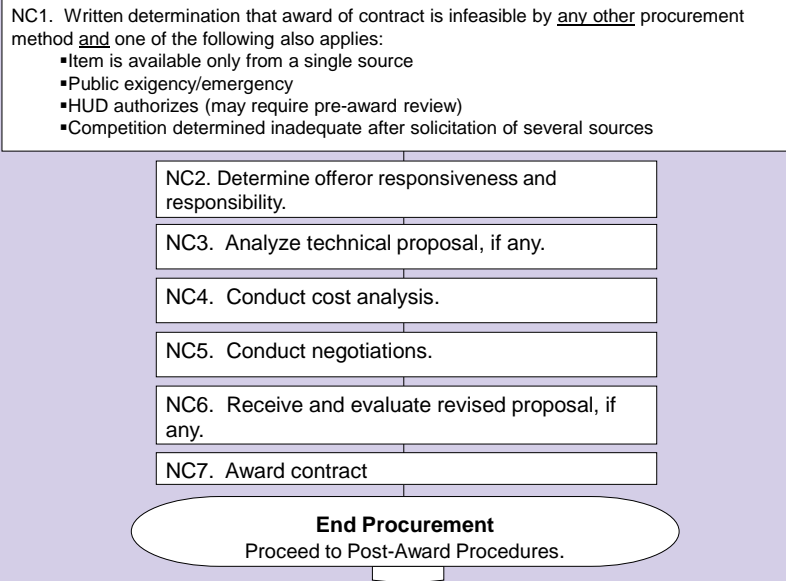 NC1. Written determination that award of contract is infeasible by any other procurement
method and one of the following also applies:
▪Item is available only from a single source
▪Public exigency/emergency
▪HUD authorizes (may require pre-award review)
▪Competition determined inadequate after solicitation of several sources
NC2. Determine offeror responsiveness and
responsibility.
NC3. Analyze technical proposal, if any.
NC4. Conduct cost analysis.
NC5. Conduct negotiations.
NC6. Receive and evaluate revised proposal, if
any.
NC7. Award contract
End Procurement
Proceed to Post-Award Procedures.